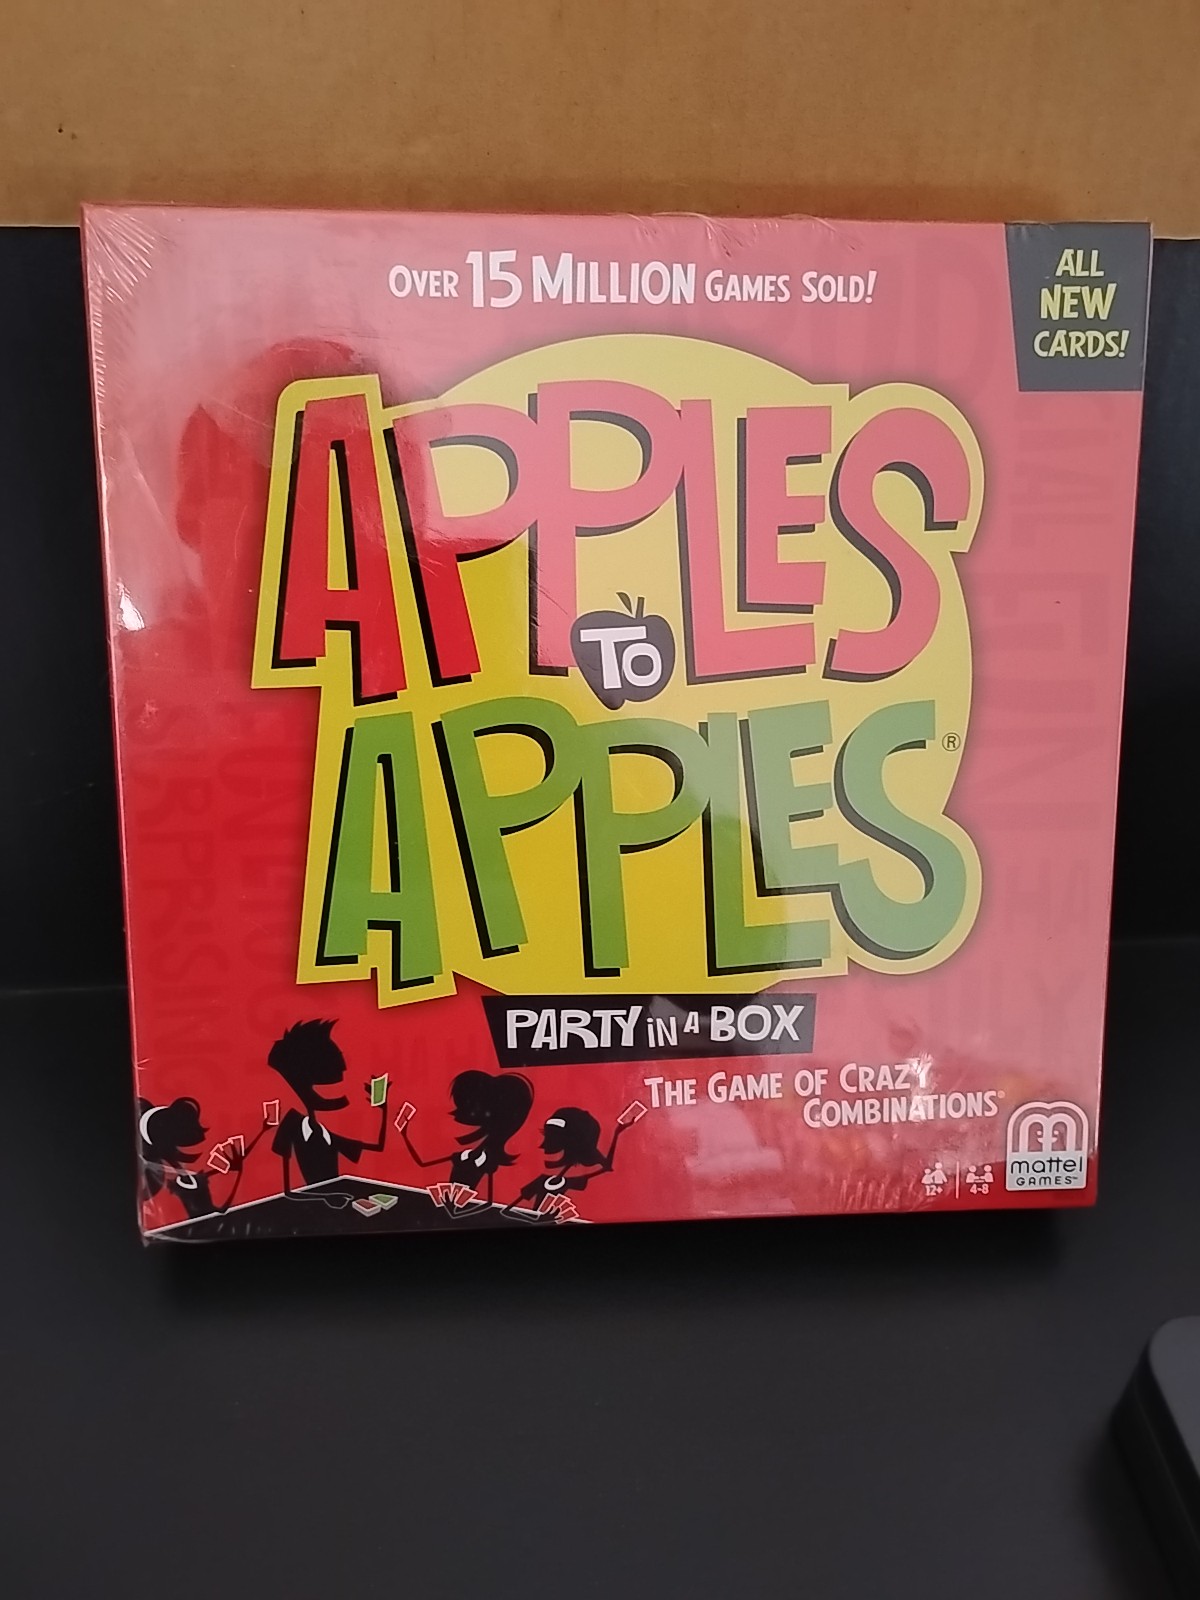 OVER 15 MILLION GAMES SOLD!
ALL
NEW
CARDS!
APPLES
TO
APPLES®
PARTY IN A BOX
THE GAME OF CRAZY
COMBINATIONS®
mattel
GAMES™
12+
4-8